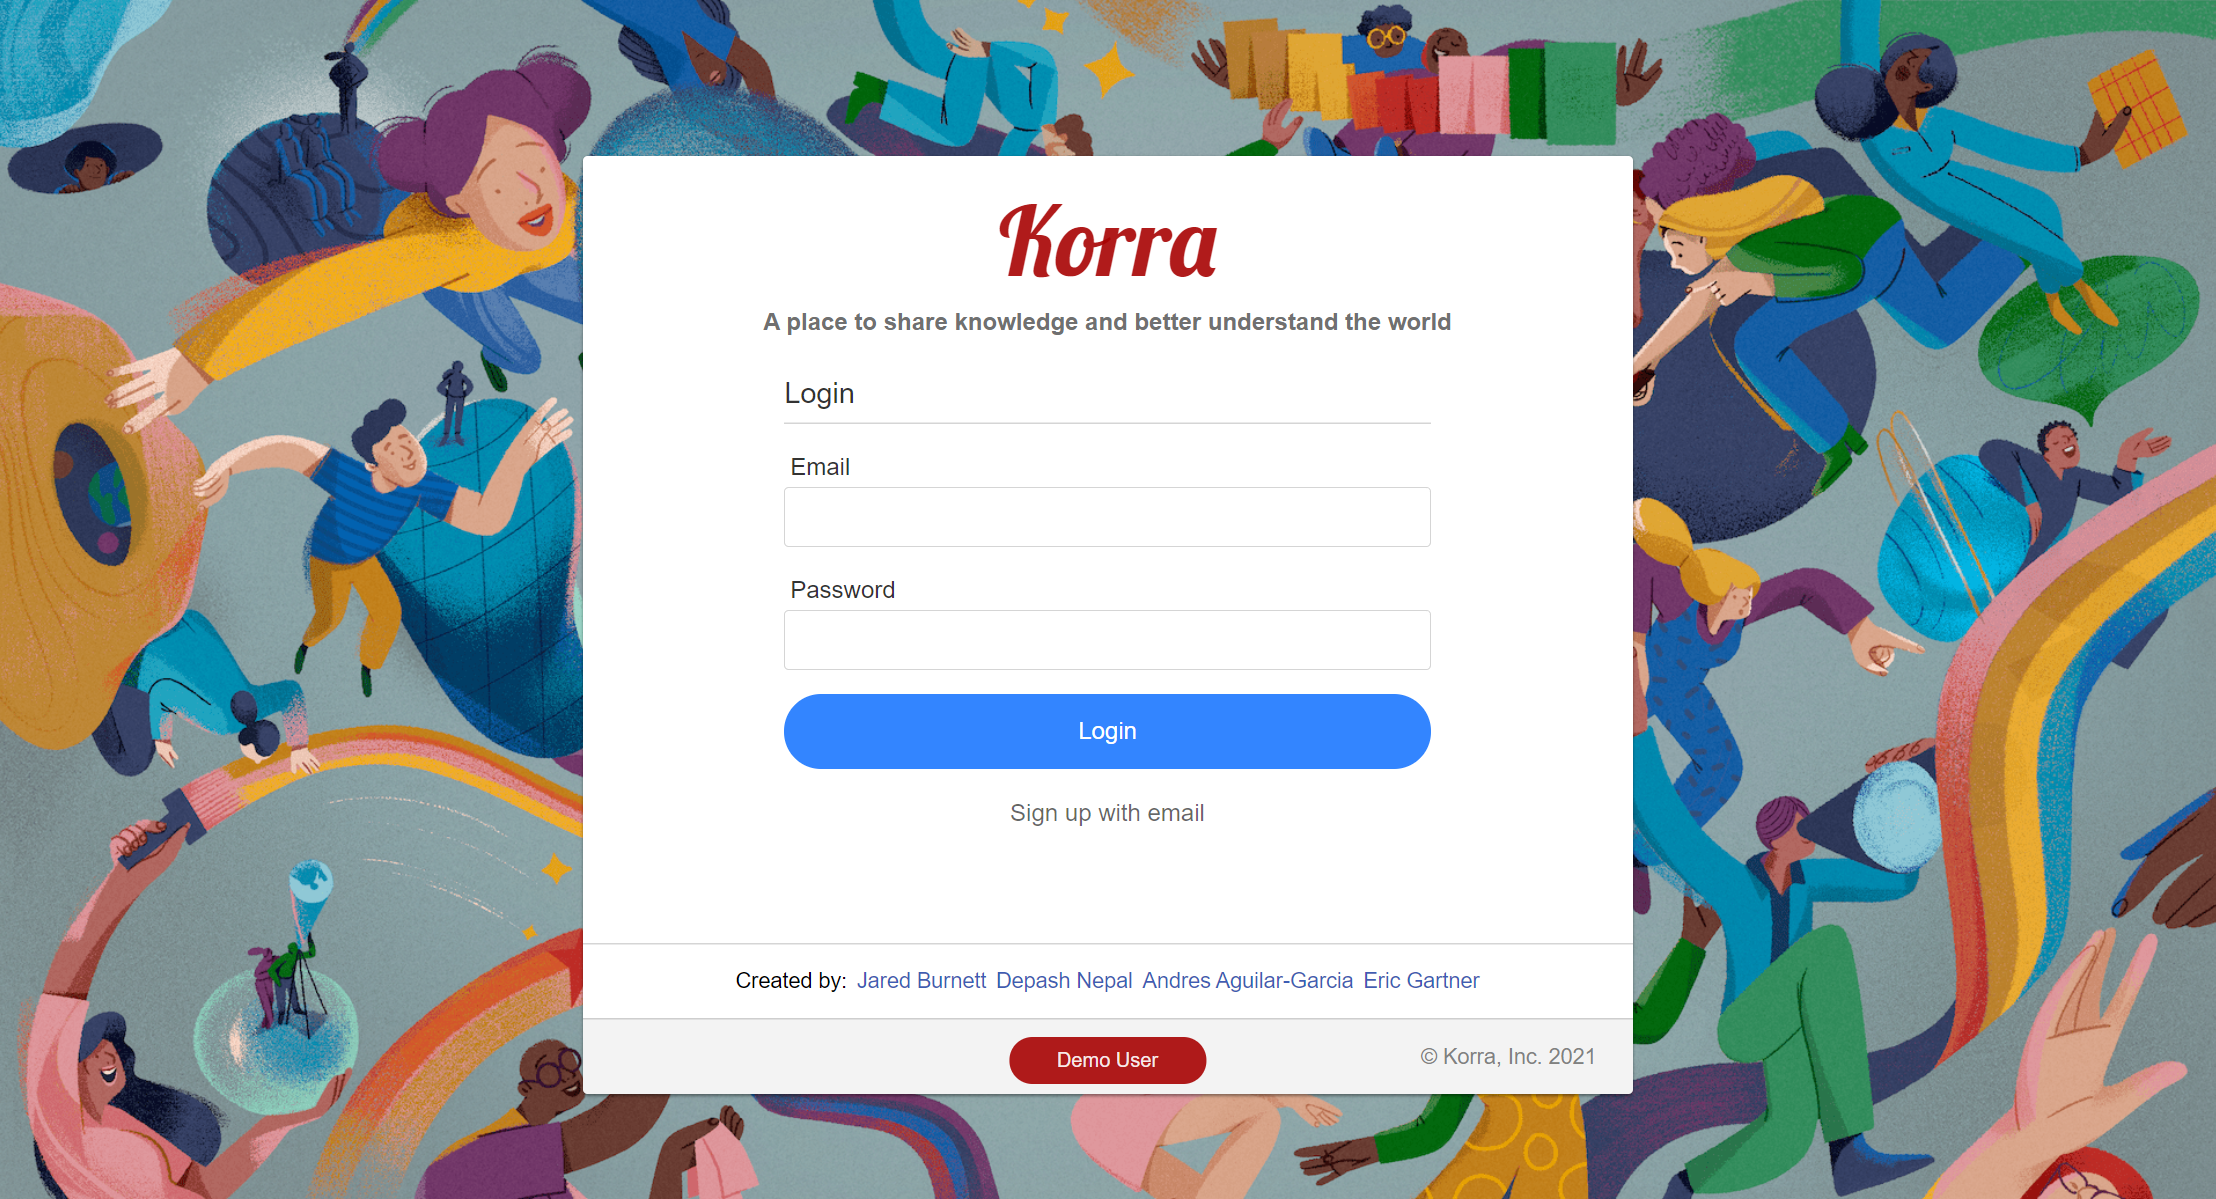 Korra
A place to share knowledge and better understand the world
Login
Email
Password
Login
Sign up with email
Created by: Jared Burnett Depash Nepal Andres Aguilar-Garcia Eric Gartner
Demo User
© Korra, Inc. 2021